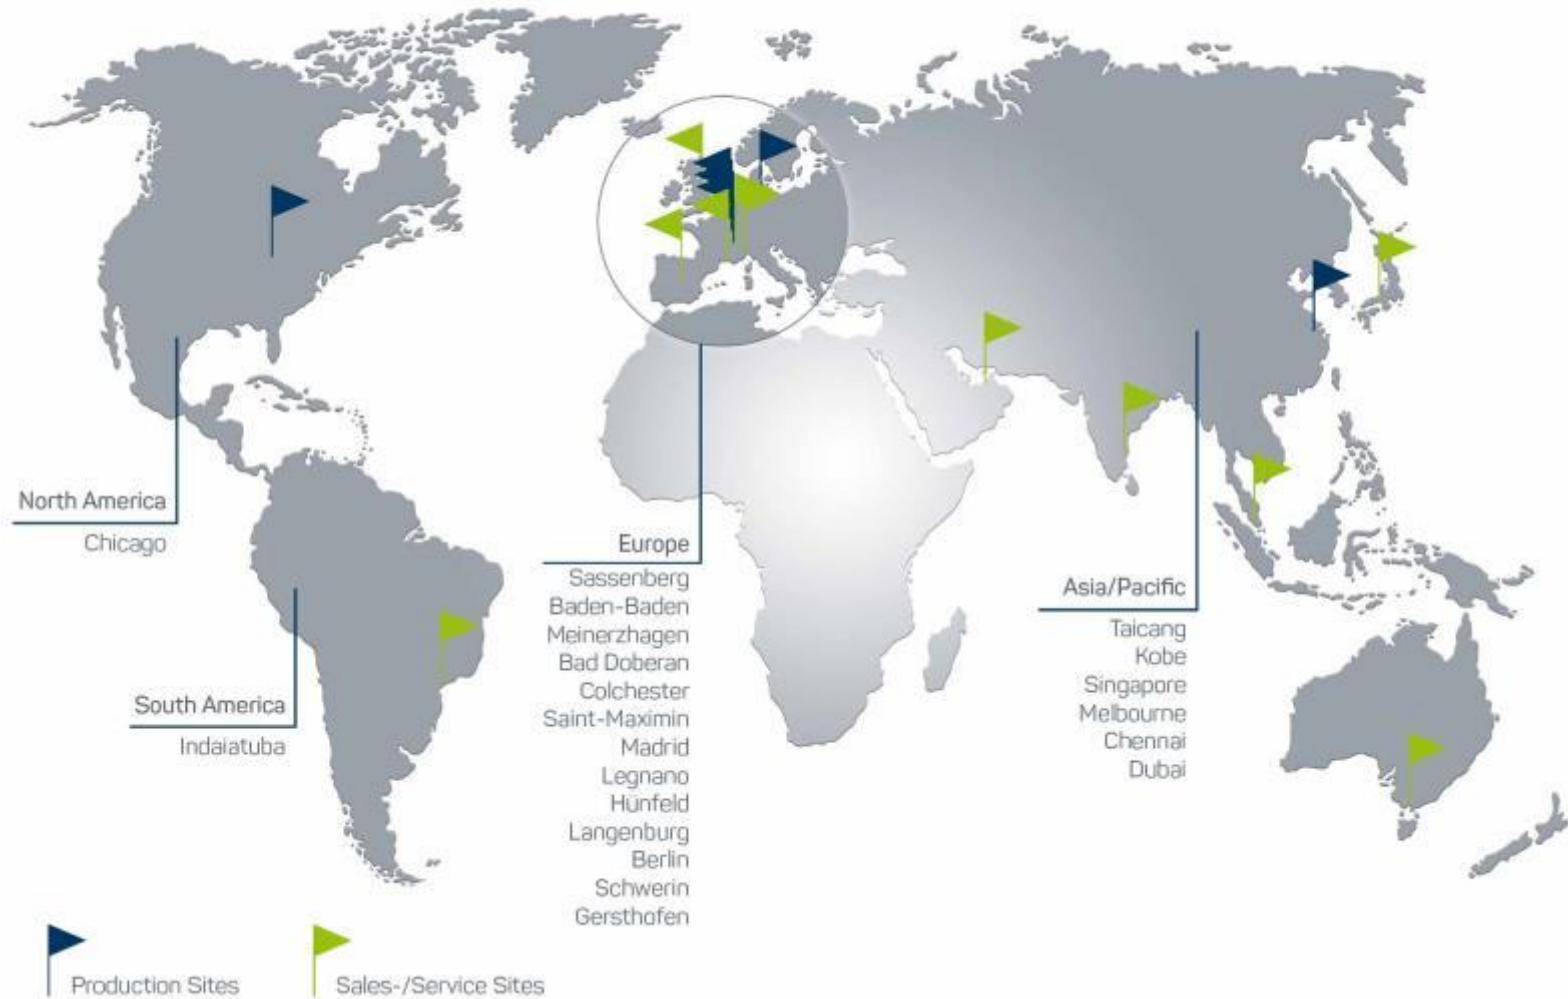 North America
Chicago
South America
Indaiatuba
Europe
Sassenberg
Baden-Baden
Meinerzhagen
Bad Doberan
Colchester
Saint-Maximin
Madrid
Legnano
Hünfeld
Langenburg
Berlin
Schwerin
Gersthofen
Asia/Pacific
Taicang
Kobe
Singapore
Melbourne
Chennai
Dubai
Production Sites
Sales-/Service Sites